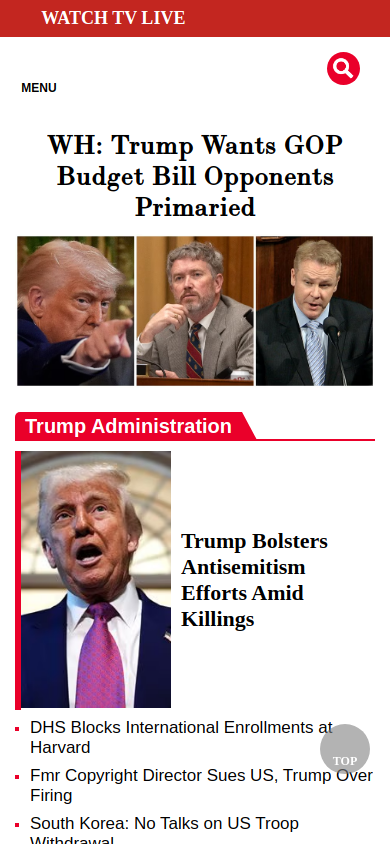 WATCH TV LIVE
MENU
WH: Trump Wants GOP
Budget Bill Opponents
Primaried
Trump Administration
Trump Bolsters
Antisemitism
Efforts Amid
Killings
DHS Blocks International Enrollments at
Harvard
TOP
Fmr Copyright Director Sues US, Trump Over
Firing
South Korea: No Talks on US Troop
Withdrawal